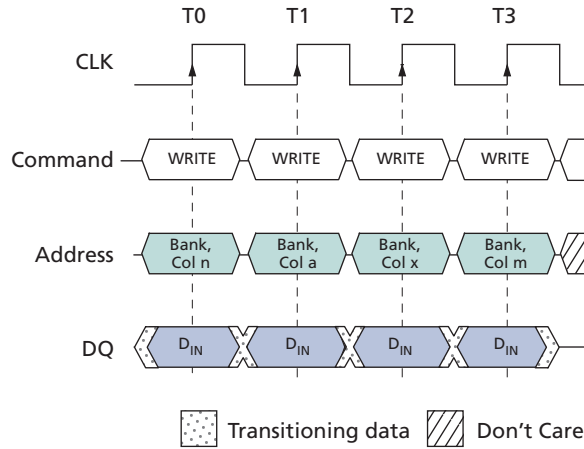 T0 T1 T2 T3
CLK
Command WRITE WRITE WRITE WRITE
Address Bank, Col n Bank, Col a Bank, Col x Bank, Col m
DQ DIN DIN DIN DIN
Transitioning data Don't Care